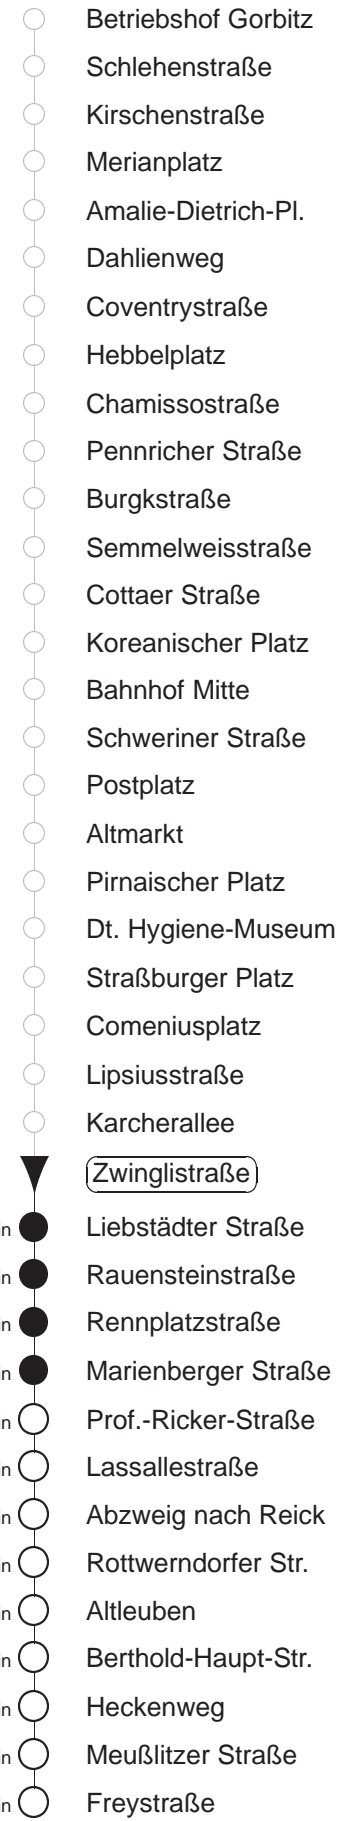 Betriebshof Gorbitz
Schlehenstraße
Kirschenstraße
Merianplatz
Amalie-Dietrich-Pl.
Dahlienweg
Coventrystraße
Hebbelplatz
Chamissostraße
Pennricher Straße
Burgkstraße
Semmelweisstraße
Cottaer Straße
Koreanischer Platz
Bahnhof Mitte
Schweriner Straße
Postplatz
Altmarkt
Pirnaischer Platz
Dt. Hygiene-Museum
Straßburger Platz
Comeniusplatz
Lipsiusstraße
Karcherallee
Zwinglistraße
Liebstädter Straße
Rauensteinstraße
Rennplatzstraße
Marienberger Straße
Prof.-Ricker-Straße
Lassallestraße
Abzweig nach Reick
Rottwerndorfer Str.
Altleuben
Berthold-Haupt-Str.
Heckenweg
Meußlitzer Straße
Freystraße